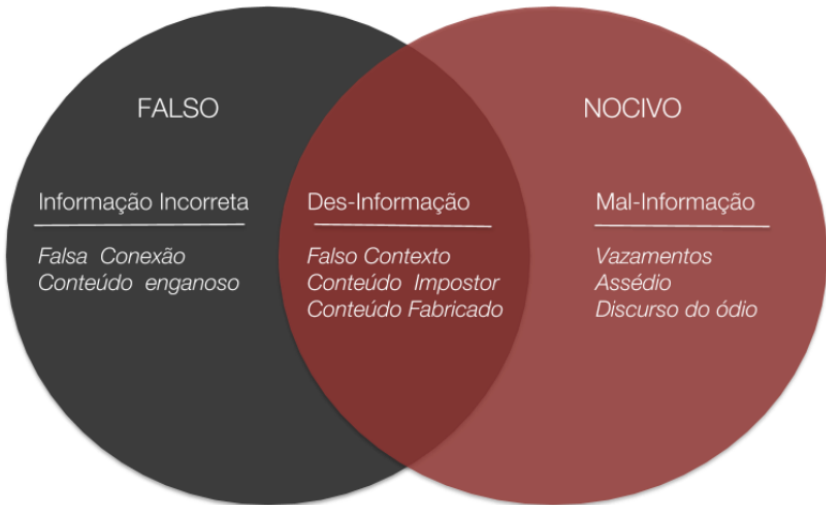 FALSO
NOCIVO
Informação Incorreta
Falsa Conexão
Conteúdo enganoso
Des-Informação
Falso Contexto
Conteúdo Impostor
Conteúdo Fabricado
Mal-Informação
Vazamentos
Assédio
Discurso do ódio